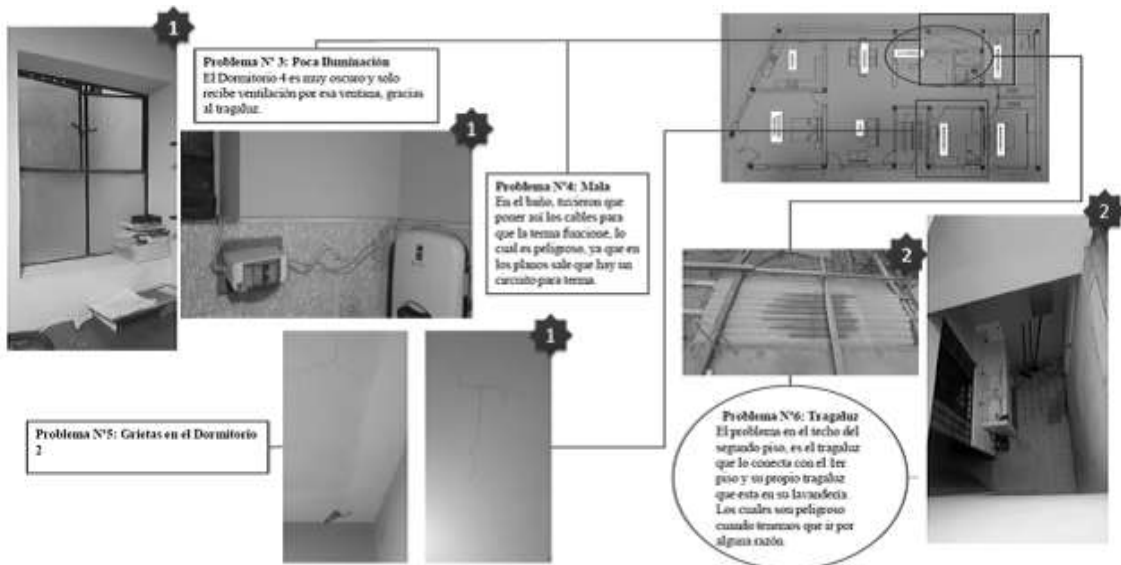 1
Problema Nº 3: Poca Iluminación
El Dormitorio 4 es muy oscuro y solo
recibe ventilación por esa ventana, gracias
al tragaluz.
1
Problema Nº4: Mala
En el baño, tuvieron que
poner así los cables para
que la terma funcione, lo
cual es peligroso, ya que en
los planos sale que hay un
circuito para terma.
2
2
1
Problema Nº5: Grietas en el Dormitorio
2
Problema Nº6: Tragaluz
El problema en el techo del
segundo piso, es el tragaluz
que lo conecta con el 1er
piso y su propio tragaluz
que esta en su lavandería.
Los cuales son peligroso
cuando tenemos que ir por
alguna razón.